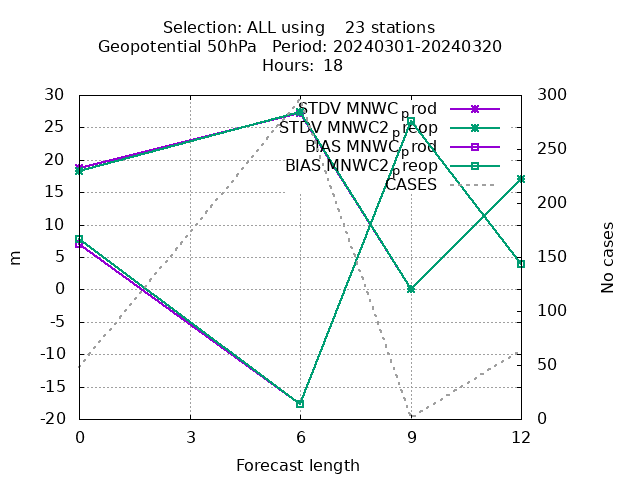 Selection: ALL using 23 stations
Geopotential 50hPa Period: 20240301-20240320
Hours: 18
STDV MNWC_prod
STDV MNWC2_preop
BIAS MNWC_prod
BIAS MNWC2_preop
CASES
30
25
20
15
10
5
0
-5
-10
-15
-20
m
300
250
200
150
100
50
0
No cases
0 3 6 9 12
Forecast length